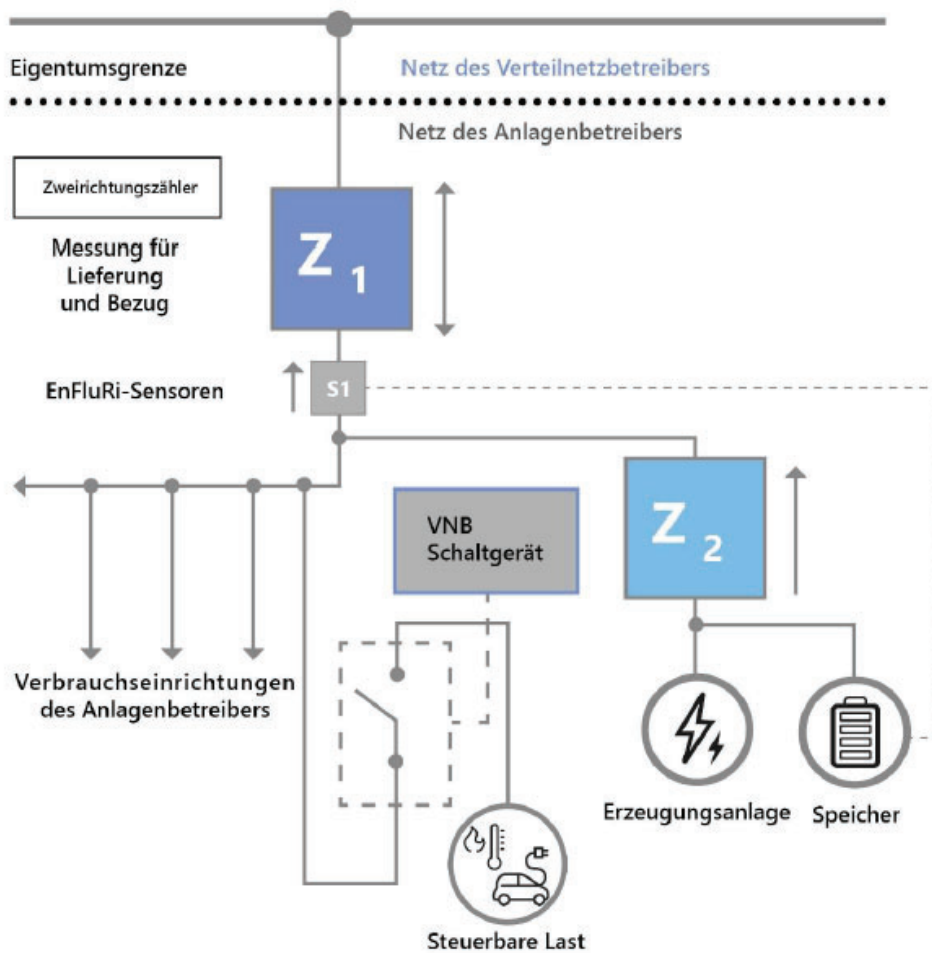 Eigentumsgrenze
Netz des Verteilnetzbetreibers
Netz des Anlagenbetreibers
Zweirichtungszähler
Messung für
Lieferung
und Bezug
Z 1
EnFluRi-Sensoren
S1
VNB
Schaltgerät
Z 2
Verbrauchseinrichtungen
des Anlagenbetreibers
Erzeugungsanlage
Speicher
Steuerbare Last